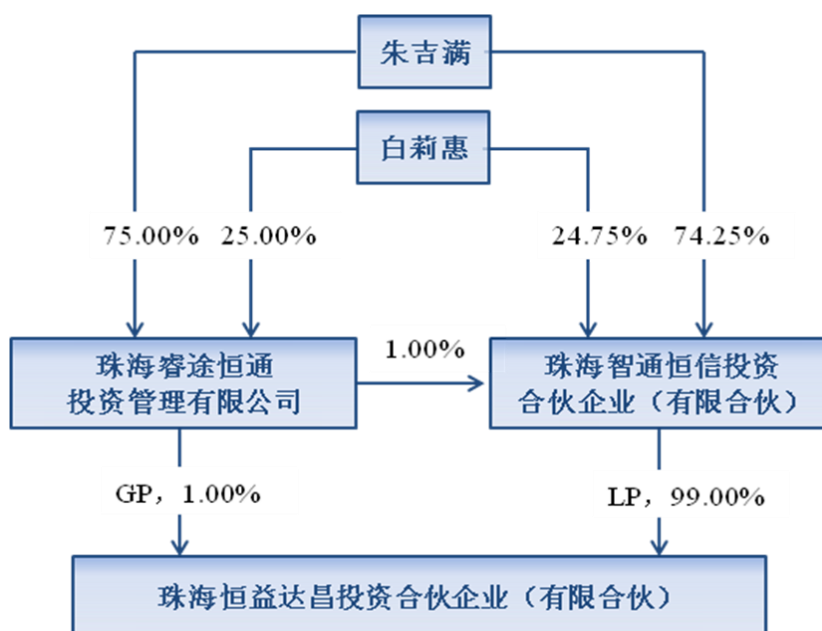 朱吉满
白莉惠
75.00%
25.00%
24.75%
74.25%
珠海睿途恒通
投资管理有限公司
1.00%
珠海智通恒信投资
合伙企业（有限合伙）
GP，1.00%
LP，99.00%
珠海恒益达昌投资合伙企业（有限合伙）